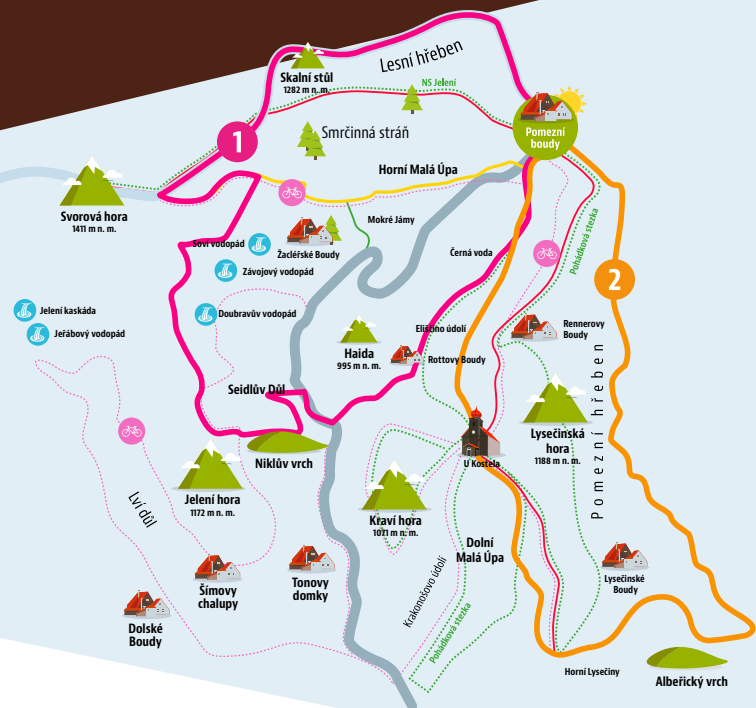 Lesní hřeben
Skalní stůl
1282 m n. m.
NS Jelení
Pomezní
boudy
1
Smrčinná stráň
Horní Malá Úpa
Svorová hora
1411 m n. m.
Mokré Jámy
Pohádková stezka
Soví vodopád
Žacléřské Boudy
Černá voda
Závojový vodopád
2
Jelení kaskáda
Jeřábový vodopád
Doubravův vodopád
Eliščino údolí
Rennerovy
Boudy
Haida
995 m n. m.
Rottovy Boudy
Pomezní hřeben
Seidlův Důl
Lysečinská
hora
1188 m n. m.
Niklův vrch
U Kostela
Jelení hora
1172 m n. m.
Lví důl
Kraví hora
1071 m n. m.
Dolní
Malá Úpa
Krakonošovo údolí
Šímovy
chalupy
Tonovy
domky
Lysečinské
Boudy
Dolské
Boudy
Pohádková stezka
Horní Lysečiny
Albeřický vrch